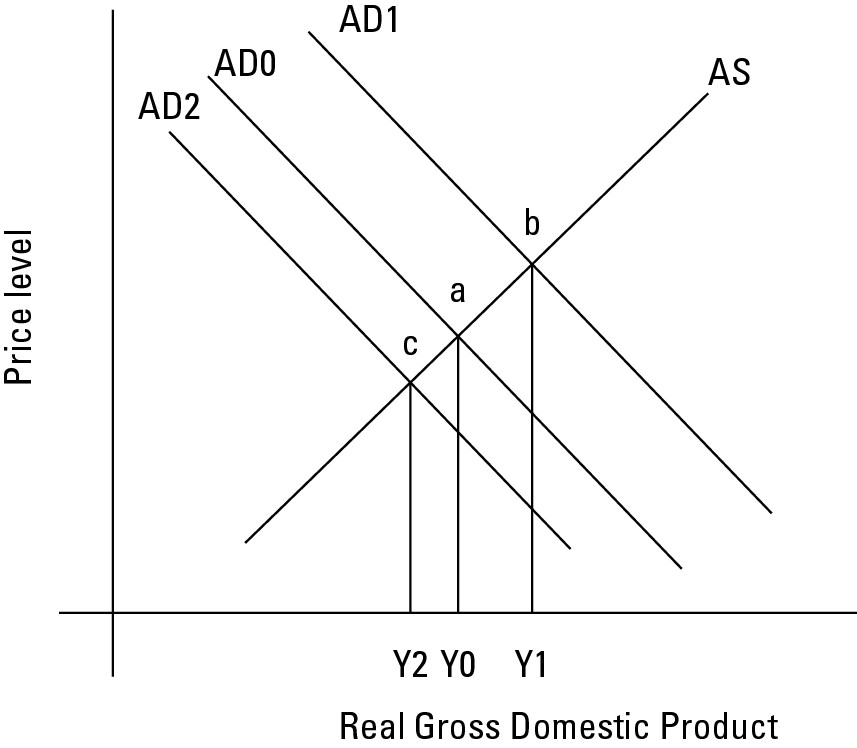 AD1
AD0
AS
AD2
b
Price level
a
c
Y2 Y0 Y1
Real Gross Domestic Product